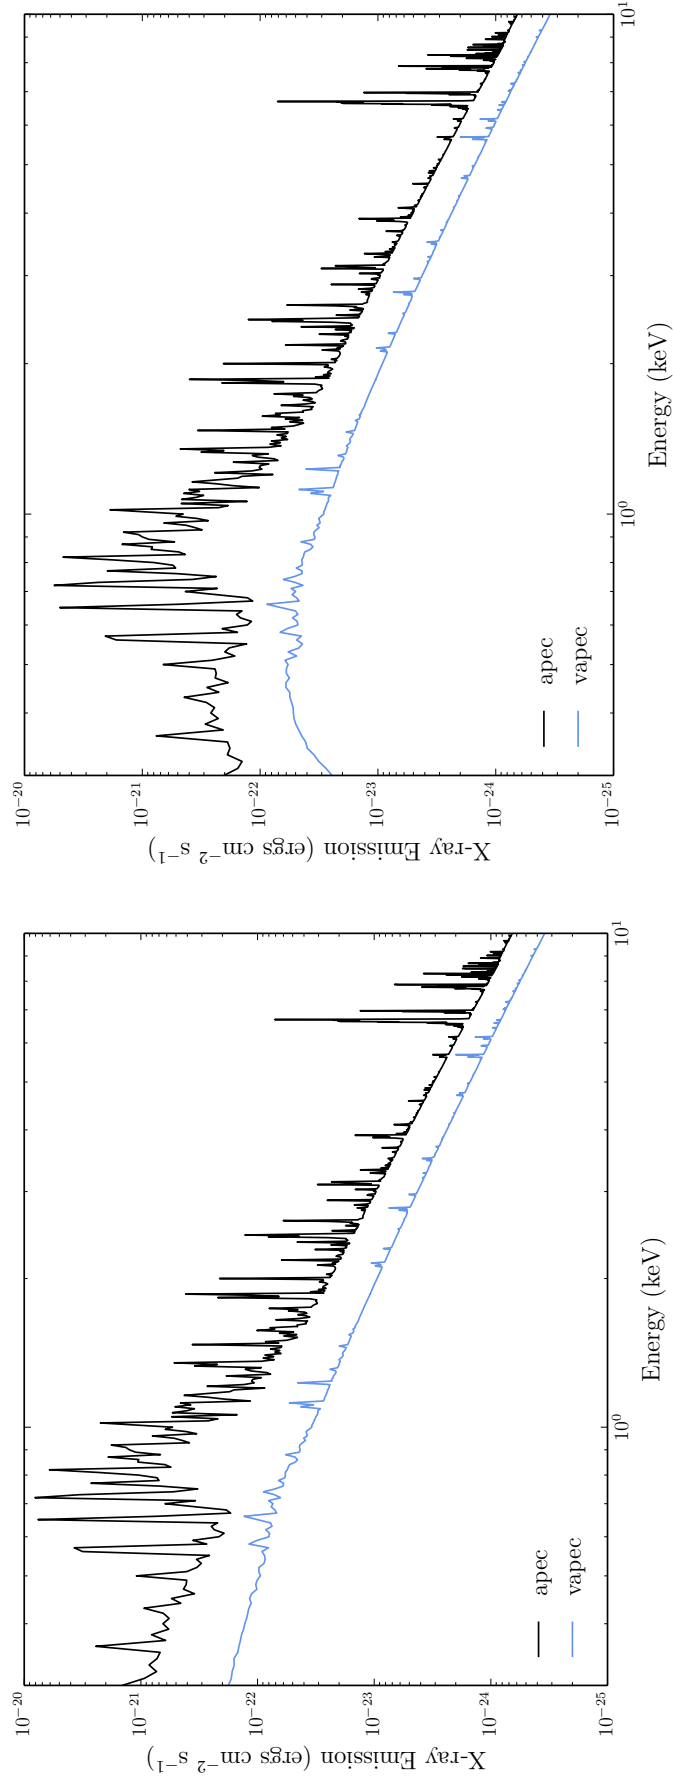 X-ray Emission (ergs cm⁻² s⁻¹)
10⁻²⁰
10⁻²¹
10⁻²²
10⁻²³
10⁻²⁴
10⁻²⁵
apec
vapec
10⁰
10¹
Energy (keV)
X-ray Emission (ergs cm⁻² s⁻¹)
10⁻²⁰
10⁻²¹
10⁻²²
10⁻²³
10⁻²⁴
10⁻²⁵
apec
vapec
10⁰
10¹
Energy (keV)